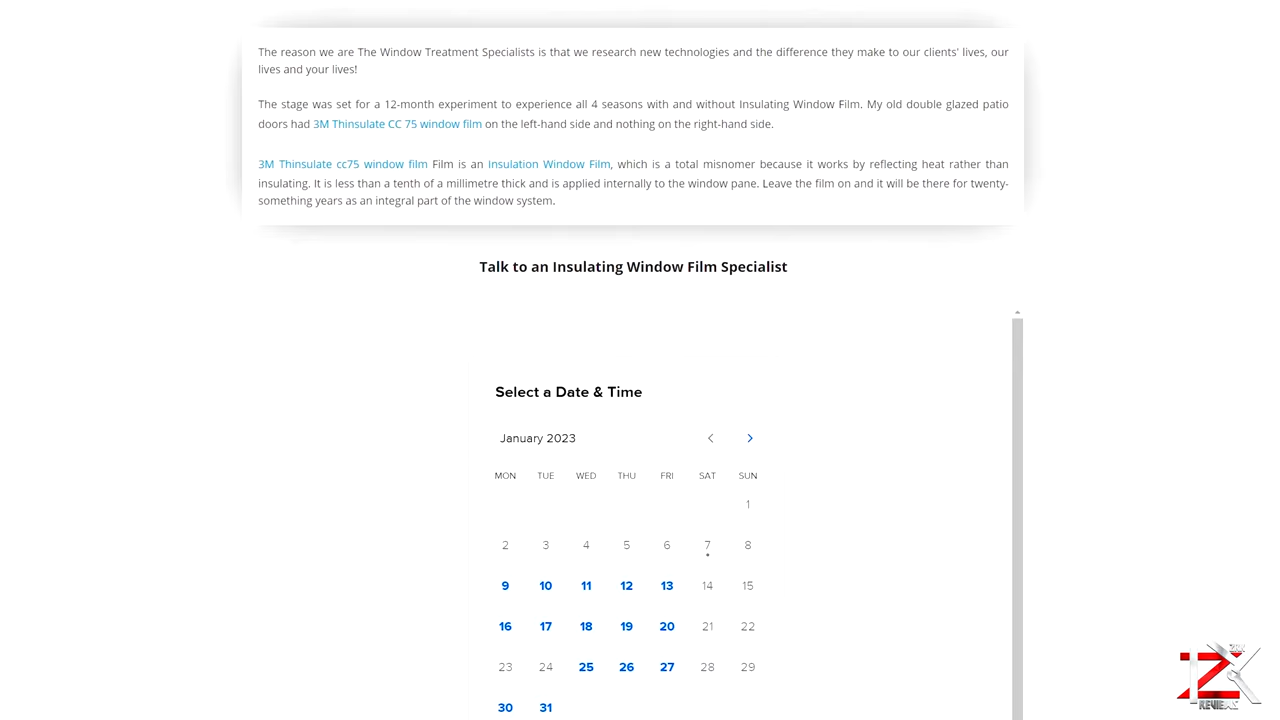 The reason we are The Window Treatment Specialists is that we research new technologies and the difference they make to our clients' lives, our
lives and your lives!
The stage was set for a 12-month experiment to experience all 4 seasons with and without Insulating Window Film. My old double glazed patio
doors had 3M Thinsulate CC 75 window film on the left-hand side and nothing on the right-hand side.
3M Thinsulate cc75 window film Film is an insulation Window Film, which is a total misnomer because it works by reflecting heat rather than
insulating. It is less than a tenth of a millimetre thick and is applied internally to the window pane. Leave the film on and it will be there for twenty-
something years as an integral part of the window system.
Talk to an Insulating Window Film Specialist
Select a Date & Time
January 2023
MON TUE WED THU FRI SAT SUN
1
2 3 4 5 6 7 8
9 10 11 12 13 14 15
16 17 18 19 20 21 22
23 24 25 26 27 28 29
30 31
REVIEWS